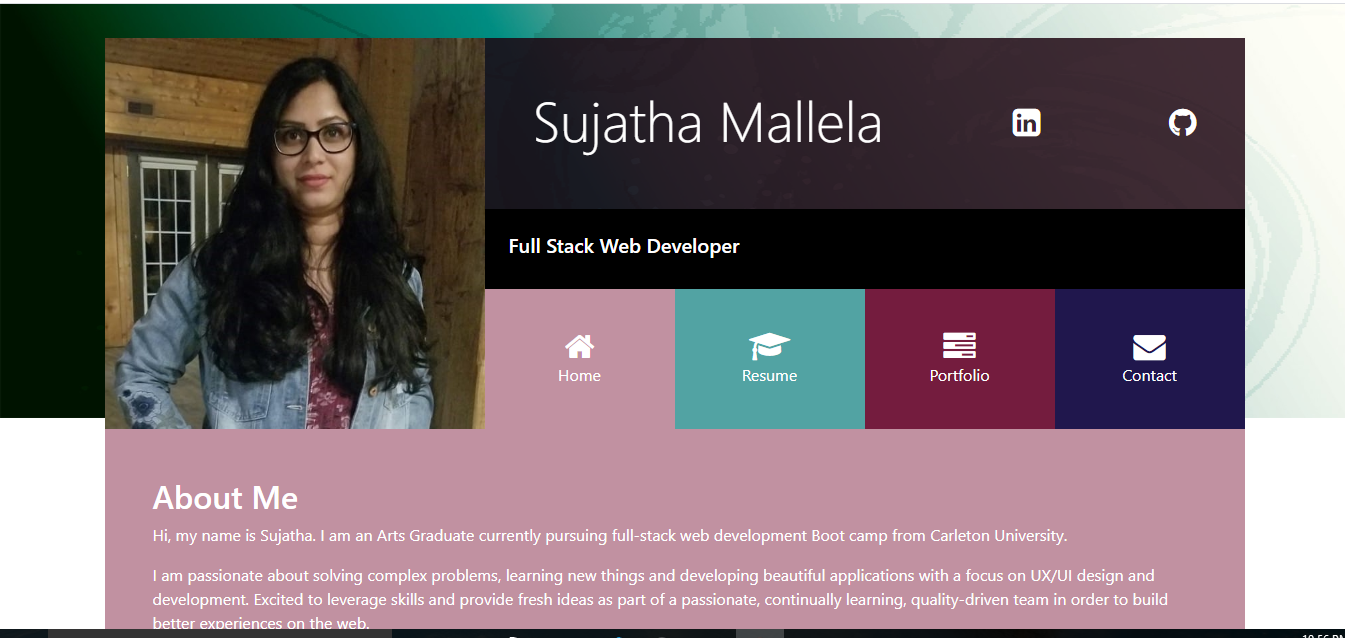 Sujatha Mallela
in
Full Stack Web Developer
Home
Resume
Portfolio
Contact
About Me
Hi, my name is Sujatha. I am an Arts Graduate currently pursuing full-stack web development Boot camp from Carleton University.
I am passionate about solving complex problems, learning new things and developing beautiful applications with a focus on UX/UI design and
development. Excited to leverage skills and provide fresh ideas as part of a passionate, continually learning, quality-driven team in order to build
better experiences on the web.